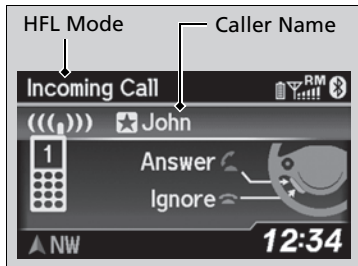 HFL Mode
Caller Name
Incoming Call RM
John
1
Answer
Ignore
NW 12:34